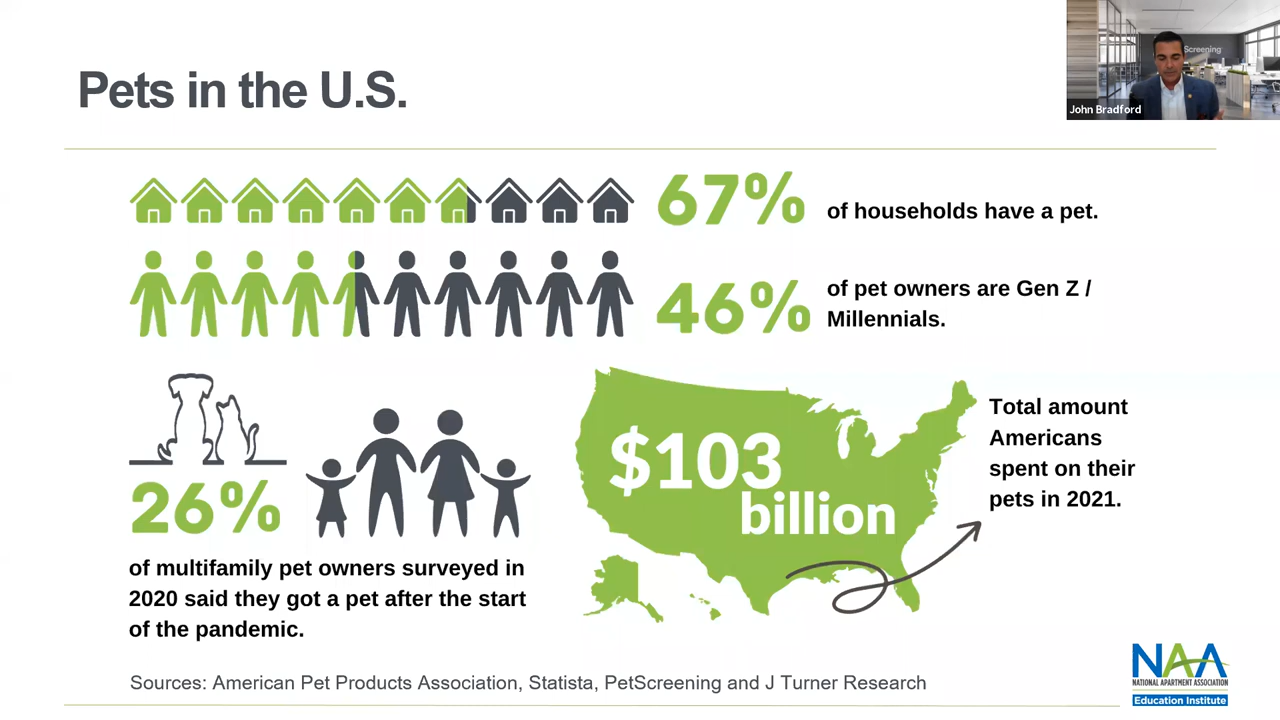 Pets in the U.S.
Screening
John Bradford
67%
of households have a pet.
46%
of pet owners are Gen Z /
Millennials.
26%
of multifamily pet owners surveyed in
2020 said they got a pet after the start
of the pandemic.
$103
billion
Total amount
Americans
spent on their
pets in 2021.
Sources: American Pet Products Association, Statista, PetScreening and J Turner Research
NAA
NATIONAL APARTMENT ASSOCIATION
Education Institute